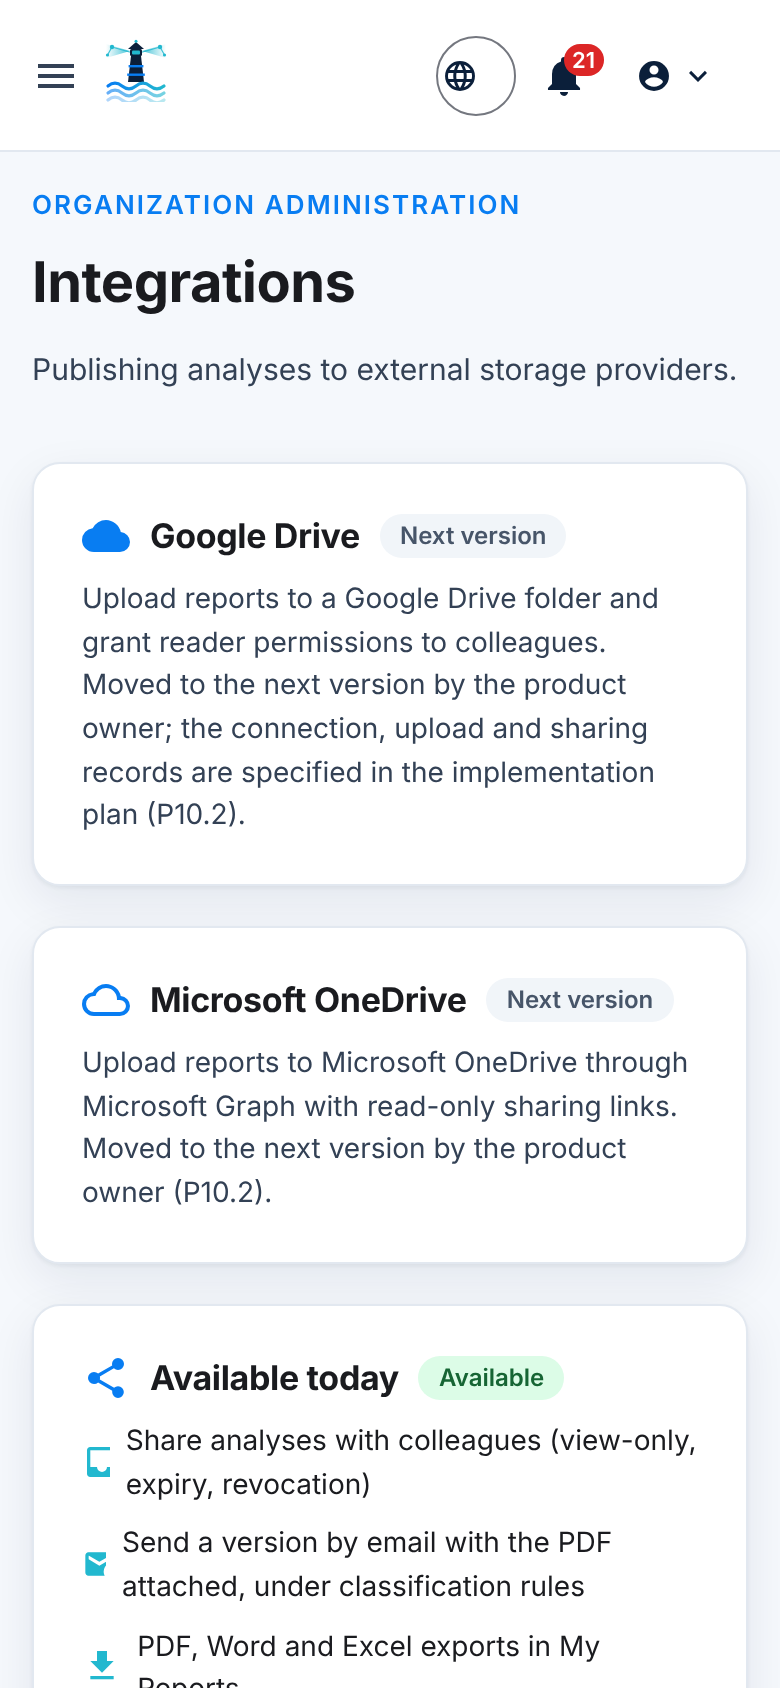 21
ORGANIZATION ADMINISTRATION
Integrations
Publishing analyses to external storage providers.
Google Drive Next version
Upload reports to a Google Drive folder and
grant reader permissions to colleagues.
Moved to the next version by the product
owner; the connection, upload and sharing
records are specified in the implementation
plan (P10.2).
Microsoft OneDrive Next version
Upload reports to Microsoft OneDrive through
Microsoft Graph with read-only sharing links.
Moved to the next version by the product
owner (P10.2).
Available today Available
Share analyses with colleagues (view-only,
expiry, revocation)
Send a version by email with the PDF
attached, under classification rules
PDF, Word and Excel exports in My
Reports